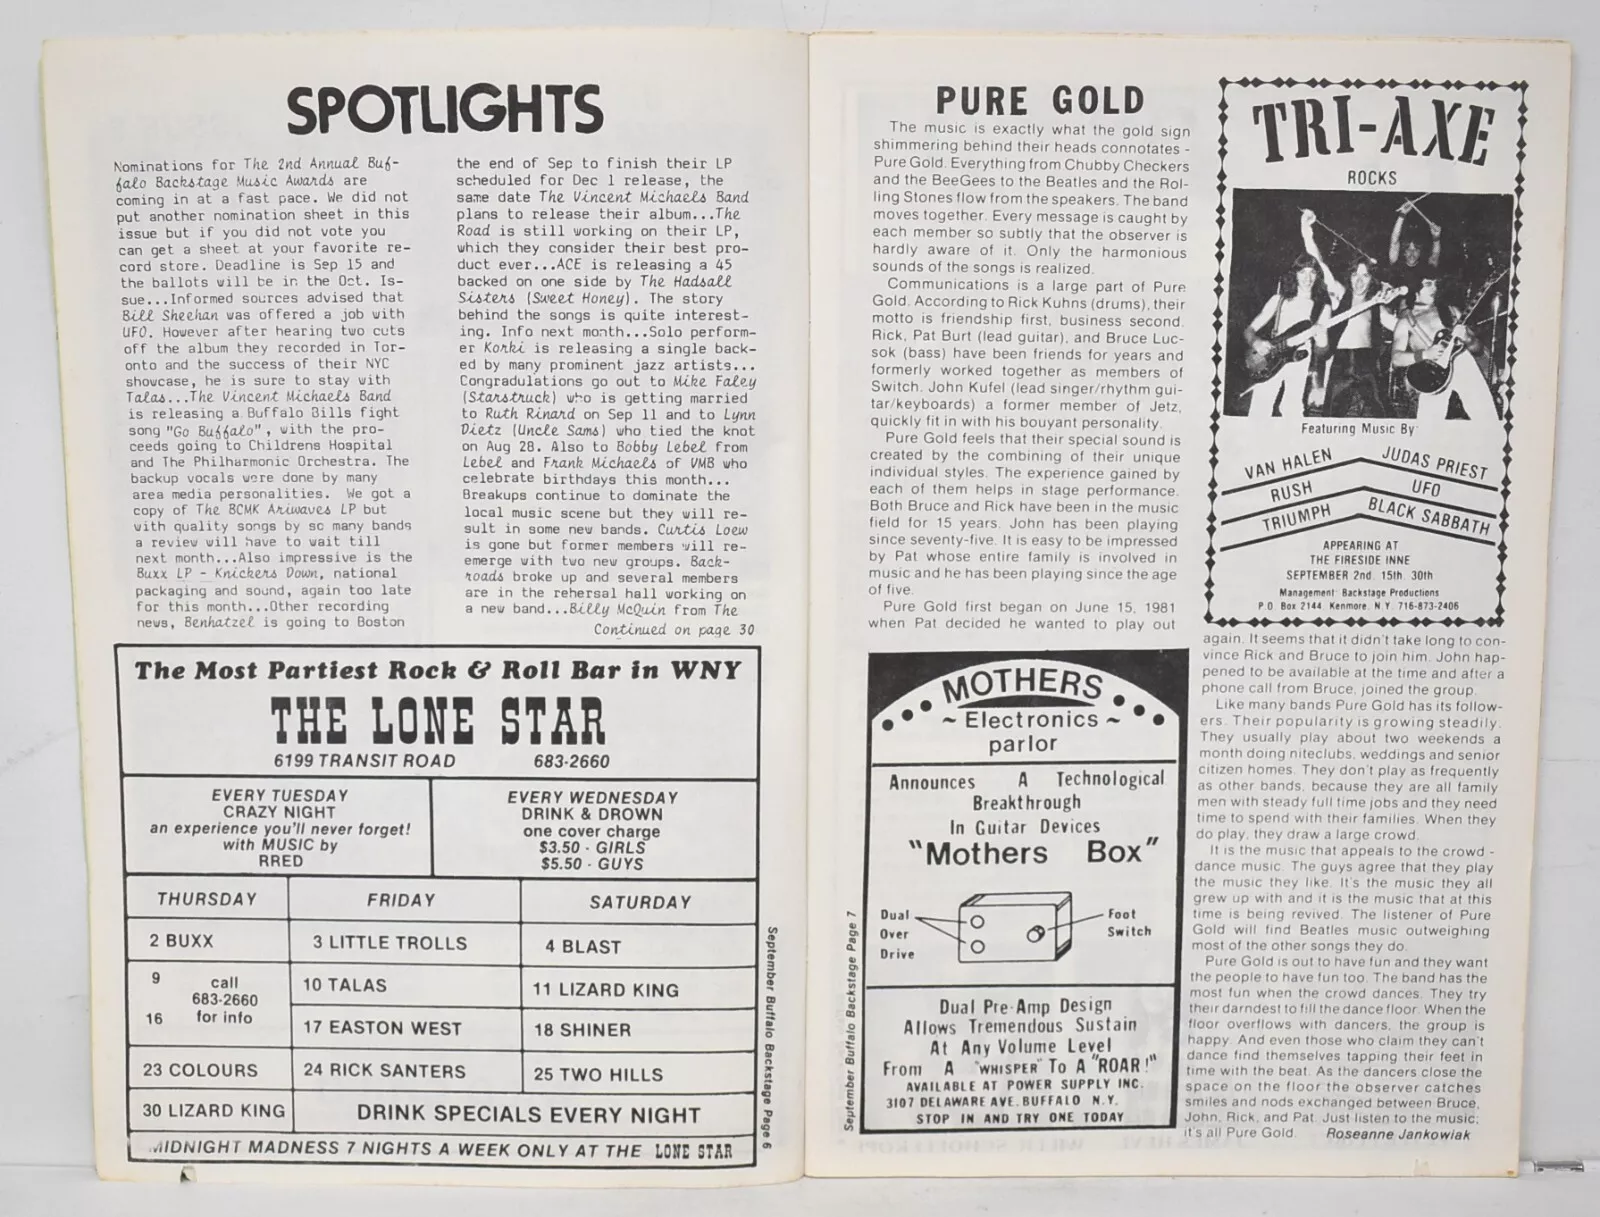 SPOTLIGHTS
Nominations for The 2nd Annual Buf-
falo Backstage Music Awards are
coming in at a fast pace. We did not
put another nomination sheet in this
issue but if you did not vote you
can get a sheet at your favorite re-
cord store. Deadline is Sep 15 and
the ballots will be in the Oct. Is-
sue...Informed sources advised that
Bill Sheehan was offered a job with
UFO. However after hearing two cuts
off the album they recorded in Tor-
onto and the success of their NYC
showcase, he is sure to stay with
Talas...The Vincent Michaels Band
is releasing a Buffalo Bills fight
song "Go Buffalo", with the pro-
ceeds going to Childrens Hospital
and The Philharmonic Orchestra. The
backup vocals were done by many
area media personalities. We got a
copy of The BCMK Ariwaves LP but
with quality songs by so many bands
a review will have to wait till
next month...Also impressive is the
Buxx LP - Knickers Down, national
packaging and sound, again too late
for this month...Other recording
news, Benhatzel is going to Boston
the end of Sep to finish their LP
scheduled for Dec 1 release, the
same date The Vincent Michaels Band
plans to release their album...The
Road is still working on their LP,
which they consider their best pro-
duct ever...ACE is releasing a 45
backed on one side by The Hadsall
Sisters (Sweet Honey). The story
behind the songs is quite interest-
ing. Info next month...Solo perform-
er Korki is releasing a single back-
ed by many prominent jazz artists...
Congradulations go out to Mike Faley
(Starstruck) who is getting married
to Ruth Rinard on Sep 11 and to Lynn
Dietz (Uncle Sams) who tied the knot
on Aug 28. Also to Bobby Lebel from
Lebel and Frank Michaels of VMB who
celebrate birthdays this month...
Breakups continue to dominate the
local music scene but they will re-
sult in some new bands. Curtis Loew
is gone but former members will re-
emerge with two new groups. Back-
roads broke up and several members
are in the rehersal hall working on
a new band...Billy McQuin from The
Continued on page 30
The Most Partiest Rock & Roll Bar in WNY
THE LONE STAR
6199 TRANSIT ROAD 683-2660
EVERY TUESDAY
CRAZY NIGHT
an experience you'll never forget!
with MUSIC by
RRED
EVERY WEDNESDAY
DRINK & DROWN
one cover charge
$3.50 - GIRLS
$5.50 - GUYS
THURSDAY FRIDAY SATURDAY
2 BUXX 3 LITTLE TROLLS 4 BLAST
9 call
683-2660
16 for info
10 TALAS 11 LIZARD KING
17 EASTON WEST 18 SHINER
23 COLOURS 24 RICK SANTERS 25 TWO HILLS
30 LIZARD KING DRINK SPECIALS EVERY NIGHT
MIDNIGHT MADNESS 7 NIGHTS A WEEK ONLY AT THE LONE STAR
September Buffalo Backstage Page 6
PURE GOLD
The music is exactly what the gold sign
shimmering behind their heads connotates -
Pure Gold. Everything from Chubby Checkers
and the BeeGees to the Beatles and the Rol-
ling Stones flow from the speakers. The band
moves together. Every message is caught by
each member so subtly that the observer is
hardly aware of it. Only the harmonious
sounds of the songs is realized.
Communications is a large part of Pure
Gold. According to Rick Kuhns (drums), their
motto is friendship first, business second.
Rick, Pat Burt (lead guitar), and Bruce Luc-
sok (bass) have been friends for years and
formerly worked together as members of
Switch. John Kufel (lead singer/rhythm gui-
tar/keyboards) a former member of Jetz,
quickly fit in with his bouyant personality.
Pure Gold feels that their special sound is
created by the combining of their unique
individual styles. The experience gained by
each of them helps in stage performance.
Both Bruce and Rick have been in the music
field for 15 years. John has been playing
since seventy-five. It is easy to be impressed
by Pat whose entire family is involved in
music and he has been playing since the age
of five.
Pure Gold first began on June 15, 1981
when Pat decided he wanted to play out
TRI-AXE
ROCKS
Featuring Music By:
VAN HALEN JUDAS PRIEST
RUSH UFO
TRIUMPH BLACK SABBATH
APPEARING AT
THE FIRESIDE INNE
SEPTEMBER 2nd, 15th, 30th
Management: Backstage Productions
P.O. Box 2144, Kenmore, N.Y. 716-873-2406
again. It seems that it didn't take long to con-
vince Rick and Bruce to join him. John hap-
pened to be available at the time and after a
phone call from Bruce, joined the group.
Like many bands Pure Gold has its follow-
ers. Their popularity is growing steadily.
They usually play about two weekends a
month doing niteclubs, weddings and senior
citizen homes. They don't play as frequently
as other bands, because they are all family
men with steady full time jobs and they need
time to spend with their families. When they
do play, they draw a large crowd.
It is the music that appeals to the crowd -
dance music. The guys agree that they play
the music they like. It's the music they all
grew up with and it is the music that at this
time is being revived. The listener of Pure
Gold will find Beatles music outweighing
most of the other songs they do.
Pure Gold is out to have fun and they want
the people to have fun too. The band has the
most fun when the crowd dances. They try
their darndest to fill the dance floor. When the
floor overflows with dancers, the group is
happy. And even those who claim they can't
dance find themselves tapping their feet in
time with the beat. As the dancers close the
space on the floor the observer catches
smiles and nods exchanged between Bruce,
John, Rick, and Pat. Just listen to the music;
it's all Pure Gold. Roseanne Jankowiak
MOTHERS
~ Electronics ~
parlor
Announces A Technological
Breakthrough
In Guitar Devices
"Mothers Box"
Dual
Over
Drive
Foot
Switch
Dual Pre-Amp Design
Allows Tremendous Sustain
At Any Volume Level
From A "WHISPER" To A "ROAR!"
AVAILABLE AT POWER SUPPLY INC.
3107 DELAWARE AVE. BUFFALO N.Y.
STOP IN AND TRY ONE TODAY
September Buffalo Backstage Page 7